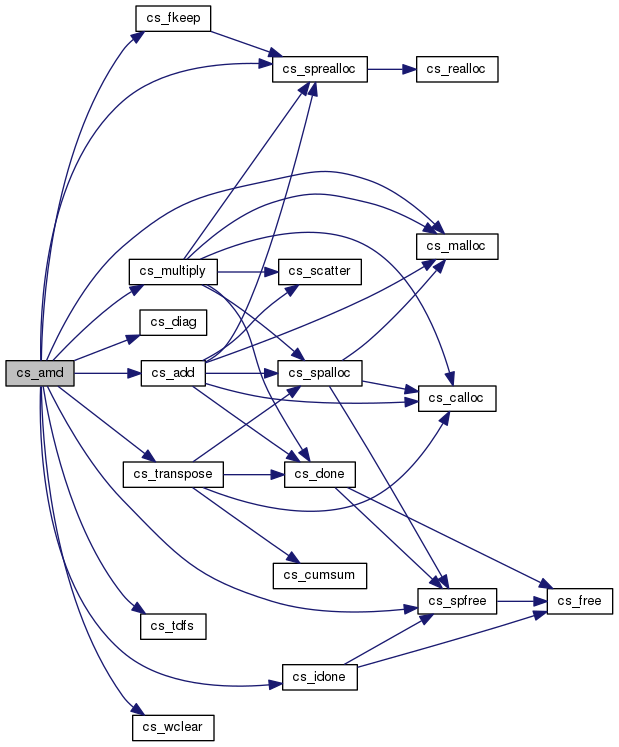 cs_fkeep
cs_sprealloc
cs_realloc
cs_malloc
cs_multiply
cs_scatter
cs_diag
cs_amd
cs_add
cs_spalloc
cs_calloc
cs_transpose
cs_done
cs_cumsum
cs_spfree
cs_free
cs_tdfs
cs_idone
cs_wclear